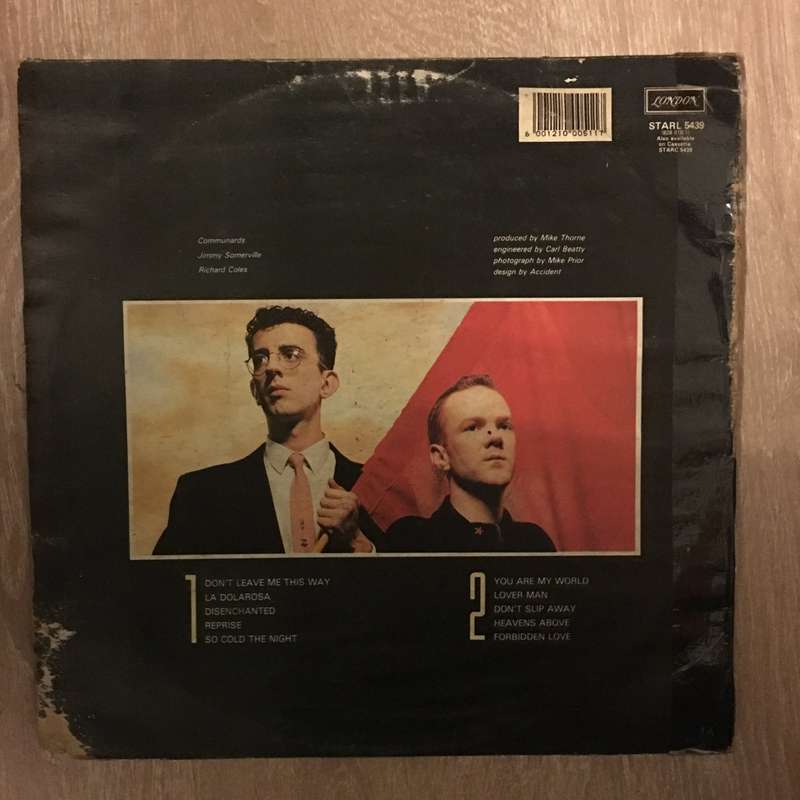 LONDON
STARL 5439
Also available
on Cassette
STARC 5439
6 001210 005117
Communards
Jimmy Somerville
Richard Coles
produced by Mike Thorne
engineered by Carl Beatty
photograph by Mike Prior
design by Accident
1
DON'T LEAVE ME THIS WAY
LA DOLAROSA
DISENCHANTED
REPRISE
SO COLD THE NIGHT
2
YOU ARE MY WORLD
LOVER MAN
DON'T SLIP AWAY
HEAVENS ABOVE
FORBIDDEN LOVE